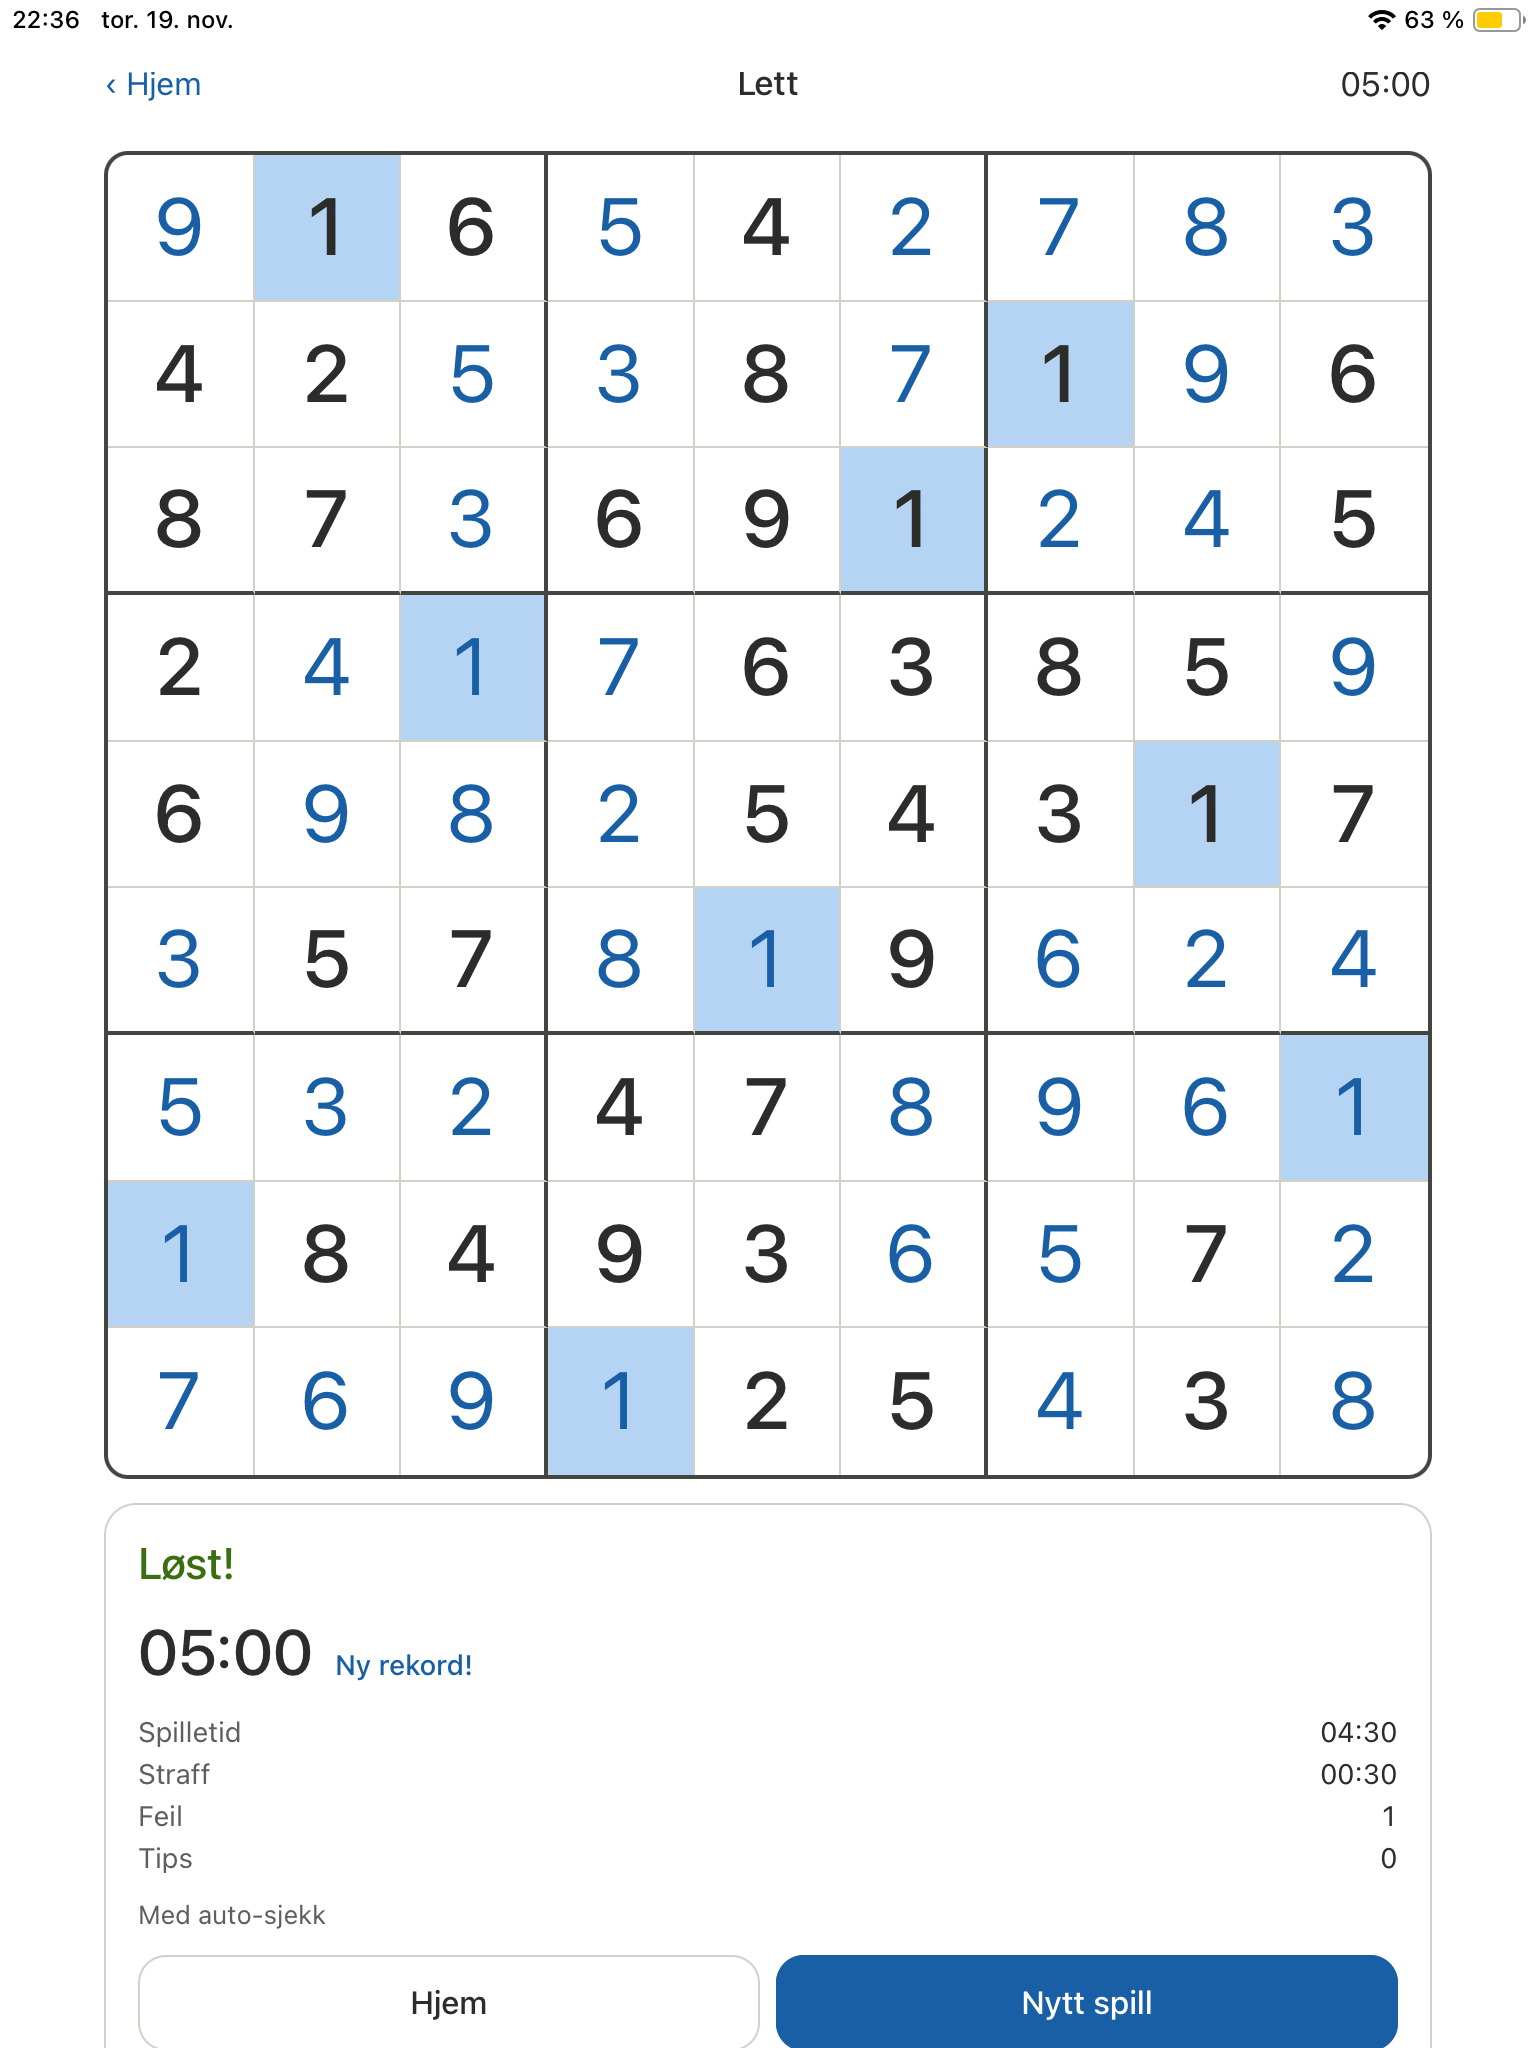 22:36 tor. 19. nov. 63 %
‹ Hjem Lett 05:00
9 1 6 5 4 2 7 8 3
4 2 5 3 8 7 1 9 6
8 7 3 6 9 1 2 4 5
2 4 1 7 6 3 8 5 9
6 9 8 2 5 4 3 1 7
3 5 7 8 1 9 6 2 4
5 3 2 4 7 8 9 6 1
1 8 4 9 3 6 5 7 2
7 6 9 1 2 5 4 3 8
Løst!
05:00 Ny rekord!
Spilletid 04:30
Straff 00:30
Feil 1
Tips 0
Med auto-sjekk
Hjem Nytt spill